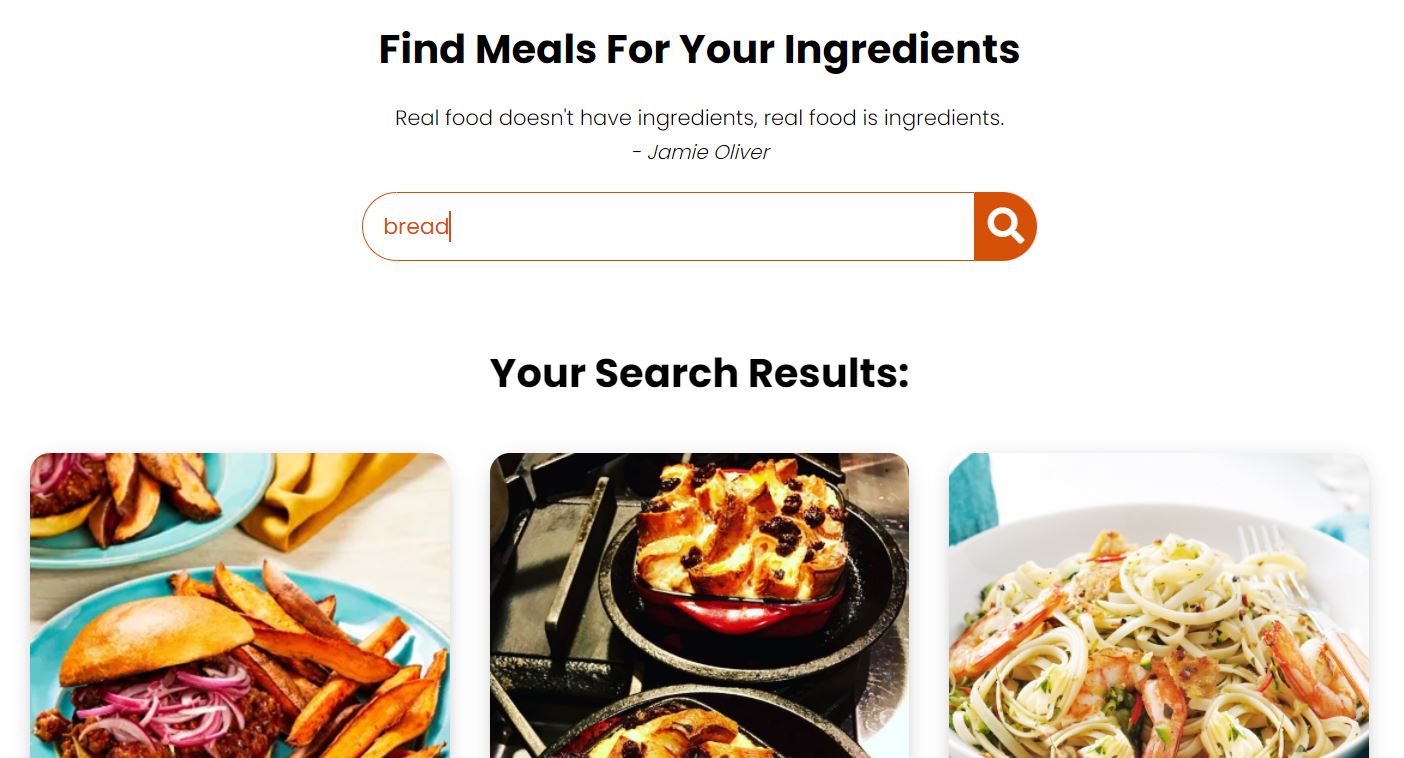 Find Meals For Your Ingredients
Real food doesn't have ingredients, real food is ingredients.
- Jamie Oliver
bread
Your Search Results: